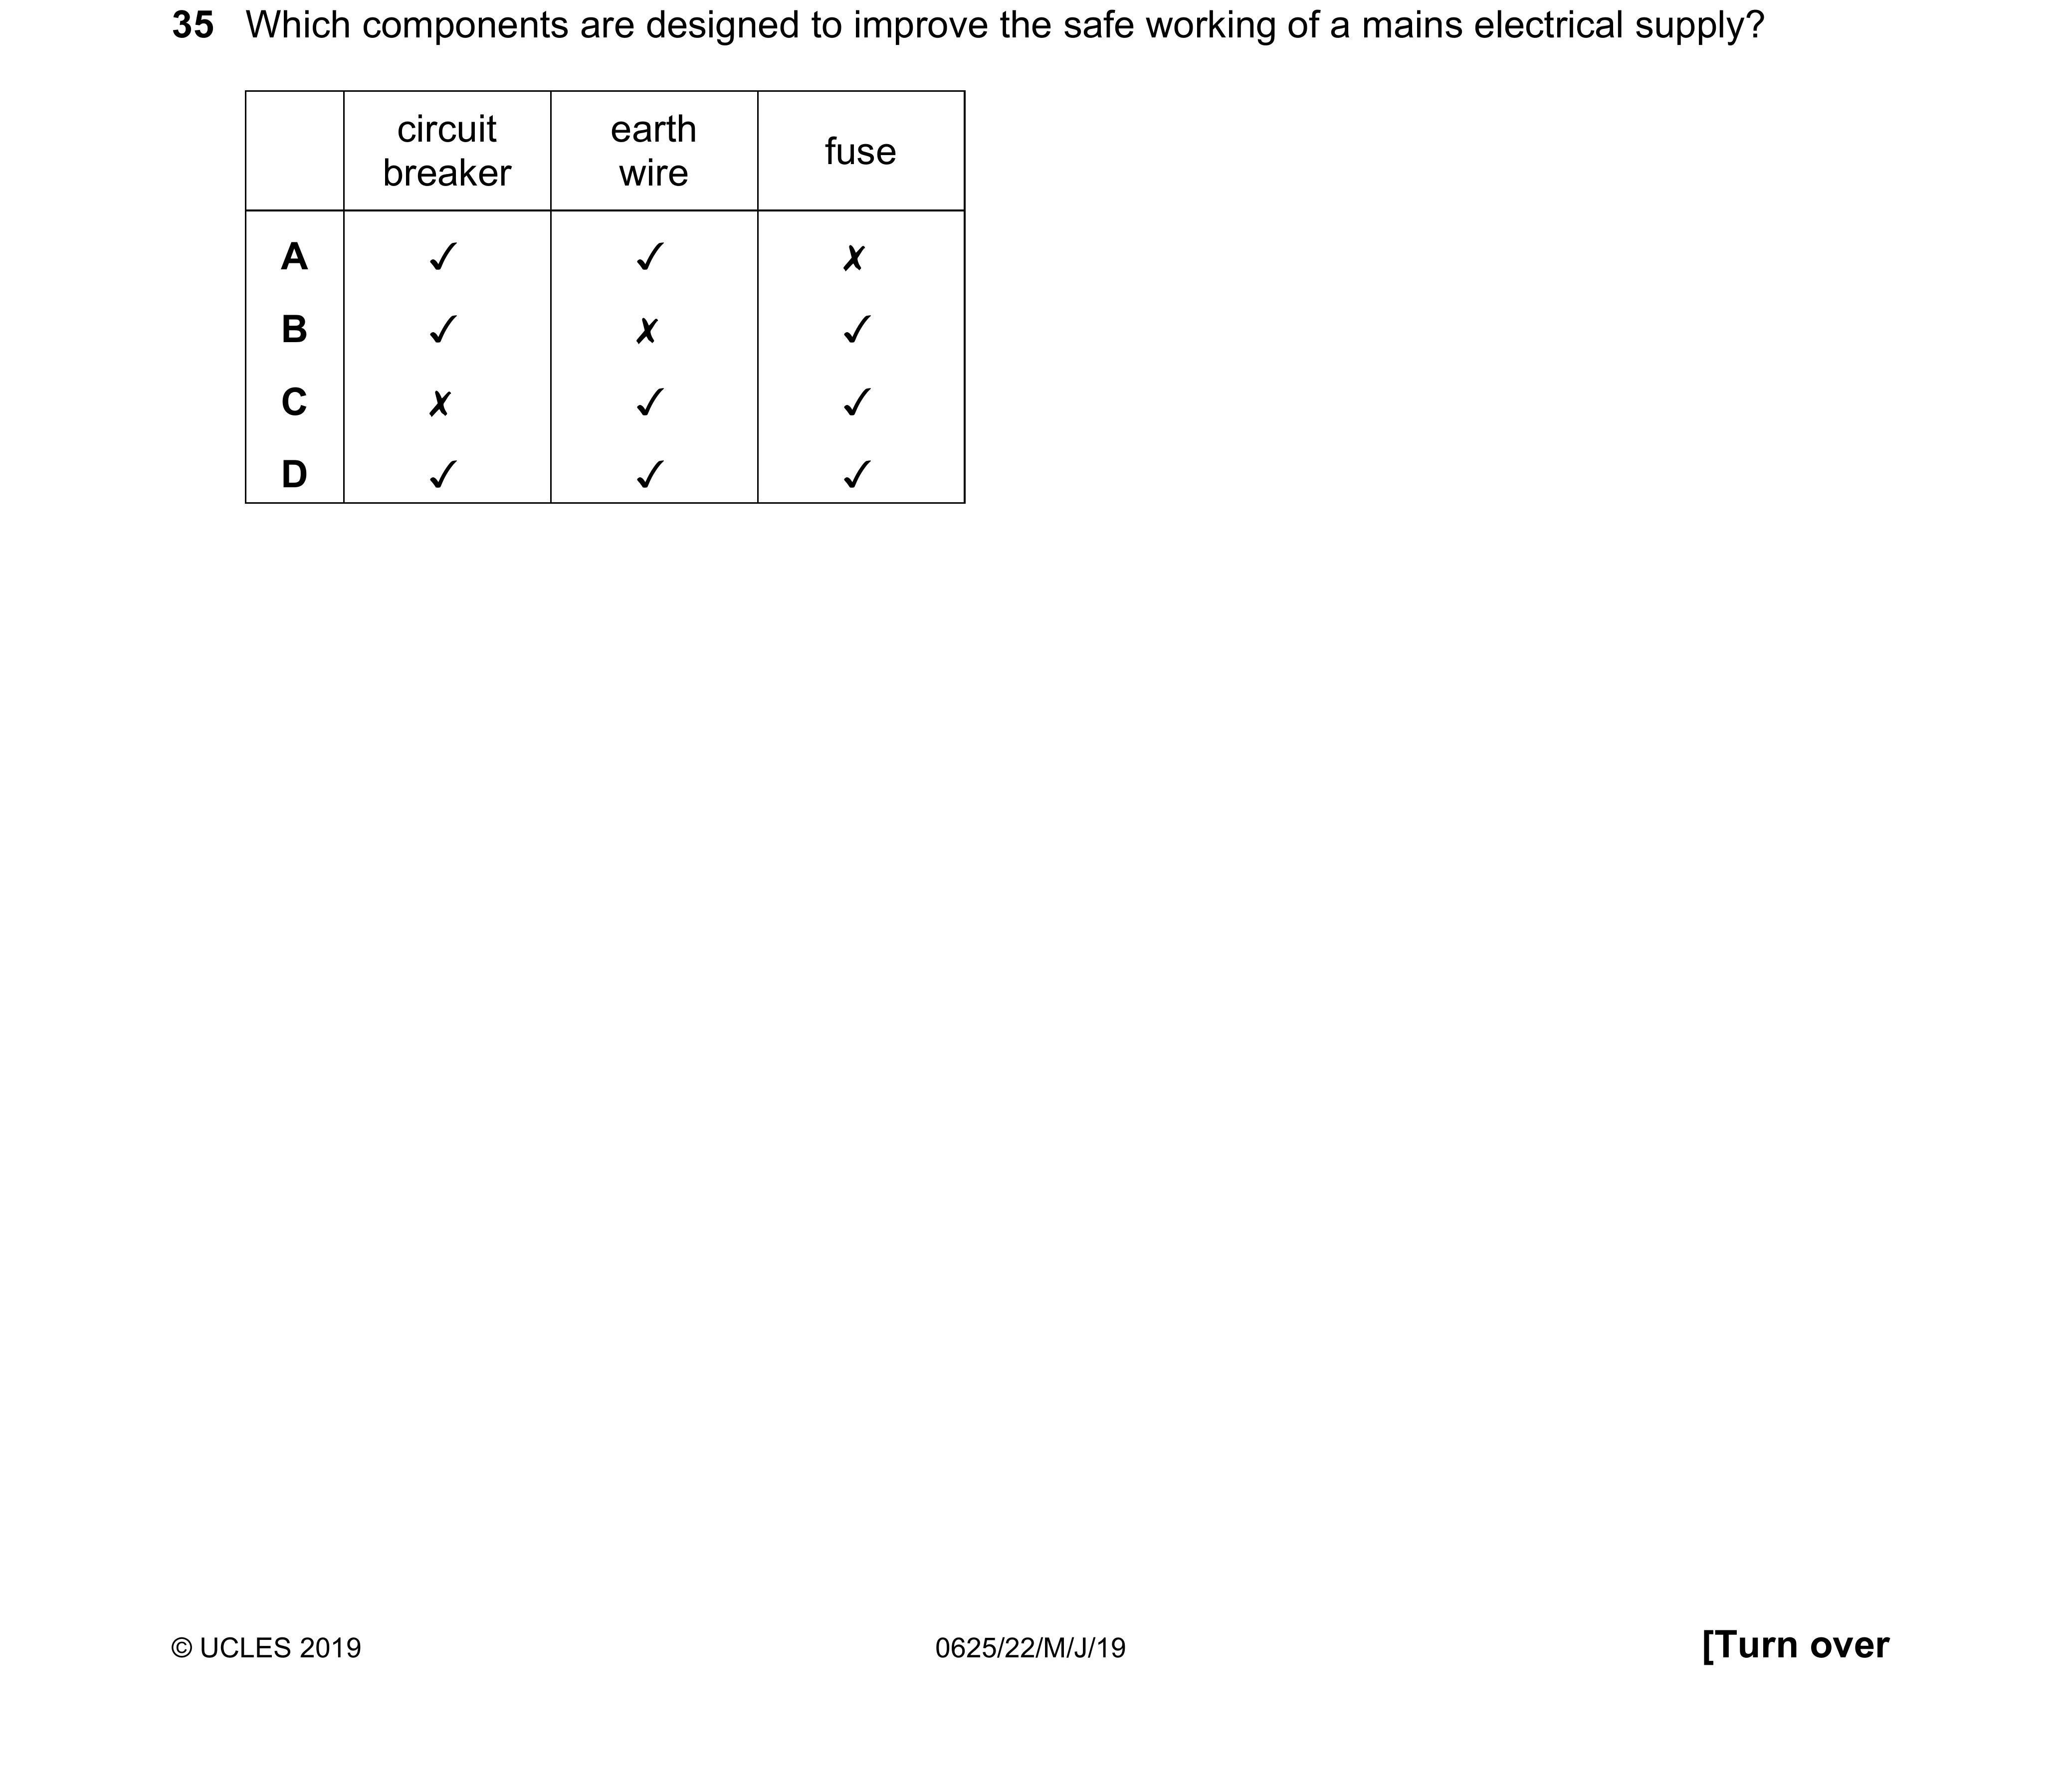 35 Which components are designed to improve the safe working of a mains electrical supply?
circuit breaker earth wire fuse
A ✓ ✓ ✗
B ✓ ✗ ✓
C ✗ ✓ ✓
D ✓ ✓ ✓
© UCLES 2019 0625/22/M/J/19 [Turn over